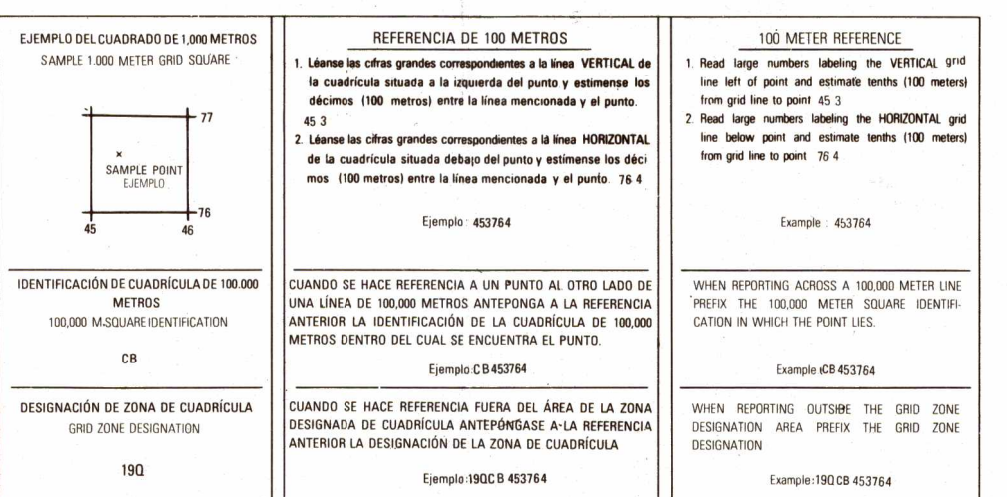 EJEMPLO DEL CUADRADO DE 1,000 METROS
SAMPLE 1.000 METER GRID SQUARE
77
x
SAMPLE POINT
EJEMPLO
76
45 46
IDENTIFICACIÓN DE CUADRÍCULA DE 100.000
METROS
100,000 M.SQUARE IDENTIFICATION
CB
DESIGNACIÓN DE ZONA DE CUADRÍCULA
GRID ZONE DESIGNATION
19Q
REFERENCIA DE 100 METROS
1. Léanse las cifras grandes correspondientes a la línea VERTICAL de
la cuadrícula situada a la izquierda del punto y estímense los
décimos (100 metros) entre la línea mencionada y el punto.
45 3
2. Léanse las cifras grandes correspondientes a la línea HORIZONTAL
de la cuadrícula situada debajo del punto y estímense los déci
mos (100 metros) entre la línea mencionada y el punto. 76 4
Ejemplo: 453764
CUANDO SE HACE REFERENCIA A UN PUNTO AL OTRO LADO DE
UNA LÍNEA DE 100,000 METROS ANTEPONGA A LA REFERENCIA
ANTERIOR LA IDENTIFICACIÓN DE LA CUADRÍCULA DE 100,000
METROS DENTRO DEL CUAL SE ENCUENTRA EL PUNTO.
Ejemplo:CB 453764
CUANDO SE HACE REFERENCIA FUERA DEL ÁREA DE LA ZONA
DESIGNADA DE CUADRÍCULA ANTEPÓNGASE A LA REFERENCIA
ANTERIOR LA DESIGNACIÓN DE LA ZONA DE CUADRÍCULA
Ejemplo:19QCB 453764
100 METER REFERENCE
1. Read large numbers labeling the VERTICAL grid
line left of point and estimate tenths (100 meters)
from grid line to point 45 3
2. Read large numbers labeling the HORIZONTAL grid
line below point and estimate tenths (100 meters)
from grid line to point 76 4
Example : 453764
WHEN REPORTING ACROSS A 100,000 METER LINE
PREFIX THE 100,000 METER SQUARE IDENTIFI-
CATION IN WHICH THE POINT LIES.
Example :CB 453764
WHEN REPORTING OUTSIDE THE GRID ZONE
DESIGNATION AREA PREFIX THE GRID ZONE
DESIGNATION
Example:19Q CB 453764